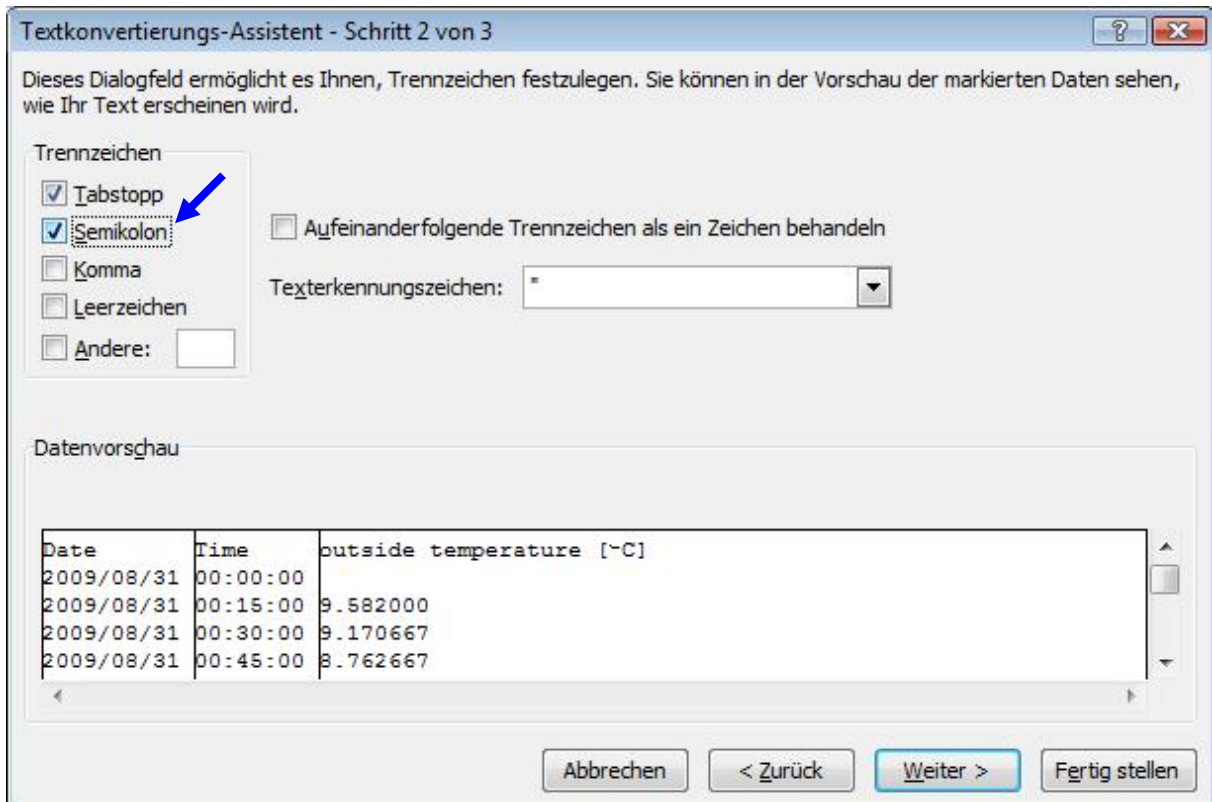 Textkonvertierungs-Assistent - Schritt 2 von 3
Dieses Dialogfeld ermöglicht es Ihnen, Trennzeichen festzulegen. Sie können in der Vorschau der markierten Daten sehen,
wie Ihr Text erscheinen wird.
Trennzeichen
Tabstopp
Semikolon
Komma
Leerzeichen
Andere:
Aufeinanderfolgende Trennzeichen als ein Zeichen behandeln
Texterkennungszeichen: "
Datenvorschau
Date Time outside temperature [¬C]
2009/08/31 00:00:00
2009/08/31 00:15:00 9.582000
2009/08/31 00:30:00 9.170667
2009/08/31 00:45:00 8.762667
Abbrechen < Zurück Weiter > Fertig stellen